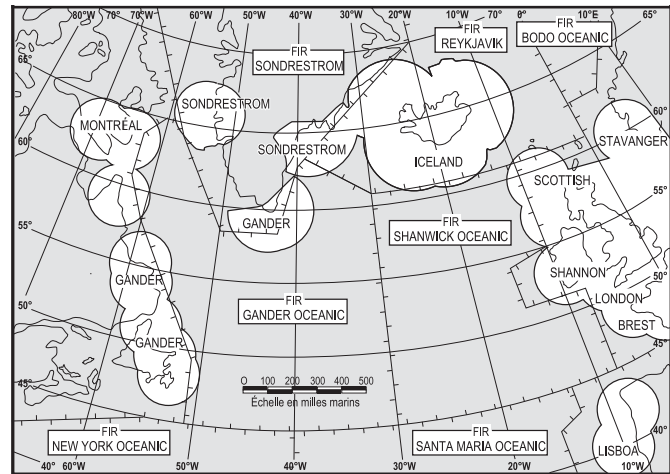 80°W
70°W
60°W
50°W
40°W
30°W
20°W
10°W
0°
10°E
65°
FIR
SONDRESTROM
FIR
REYKJAVIK
FIR
BODO OCEANIC
65°
60°
55°
50°
45°
60°
55°
50°
45°
40°
MONTRÉAL
SONDRESTROM
SONDRESTROM
ICELAND
STAVANGER
SCOTTISH
GANDER
FIR
SHANWICK OCEANIC
SHANNON
LONDON
BREST
GANDER
FIR
GANDER OCEANIC
GANDER
0 100 200 300 400 500
Échelle en milles marins
FIR
NEW YORK OCEANIC
FIR
SANTA MARIA OCEANIC
LISBOA
40°
60°W
50°W
40°W
30°W
20°W
10°W